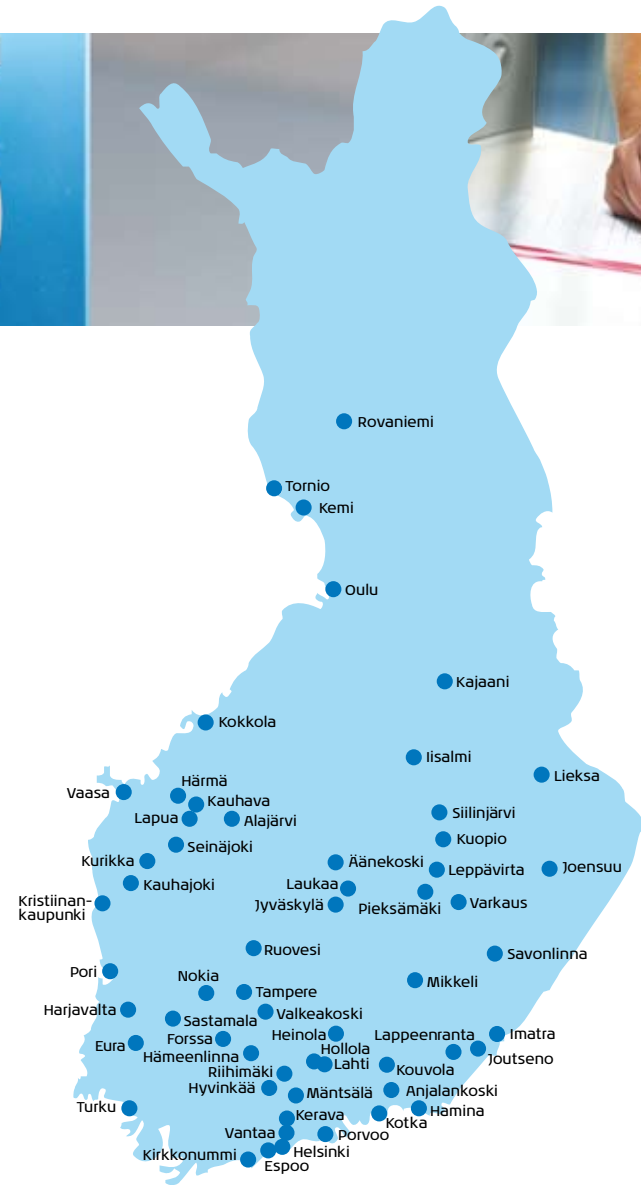 Rovaniemi
Tornio
Kemi
Oulu
Kajaani
Kokkola
Iisalmi
Lieksa
Vaasa
Härmä
Kauhava
Lapua
Alajärvi
Siilinjärvi
Seinäjoki
Kuopio
Kurikka
Äänekoski
Leppävirta
Joensuu
Kauhajoki
Laukaa
Kristiinan-
kaupunki
Jyväskylä
Pieksämäki
Varkaus
Ruovesi
Savonlinna
Pori
Nokia
Tampere
Mikkeli
Harjavalta
Sastamala
Valkeakoski
Forssa
Heinola
Lappeenranta
Imatra
Eura
Hämeenlinna
Hollola
Lahti
Joutseno
Riihimäki
Kouvola
Hyvinkää
Mäntsälä
Anjalankoski
Turku
Kerava
Kotka
Hamina
Vantaa
Porvoo
Kirkkonummi
Helsinki
Espoo